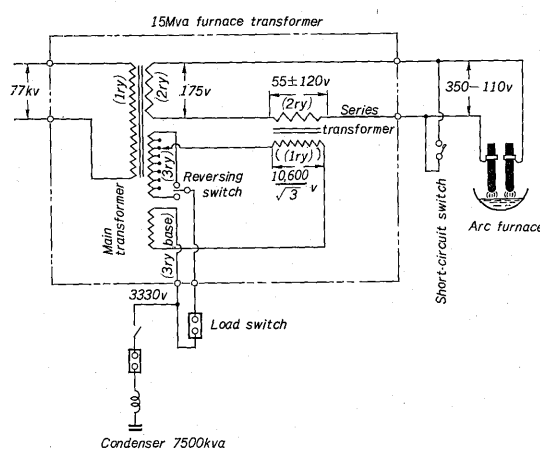 15Mva furnace transformer
77kv
(1ry)
(2ry)
175v
55±120v
(2ry)
Series
transformer
350–110v
(3ry)
Reversing
switch
(1ry)
10,600
√3 v
Main
transformer
(3ry base)
Short-circuit switch
Arc furnace
3330v
Load switch
Condenser 7500kva